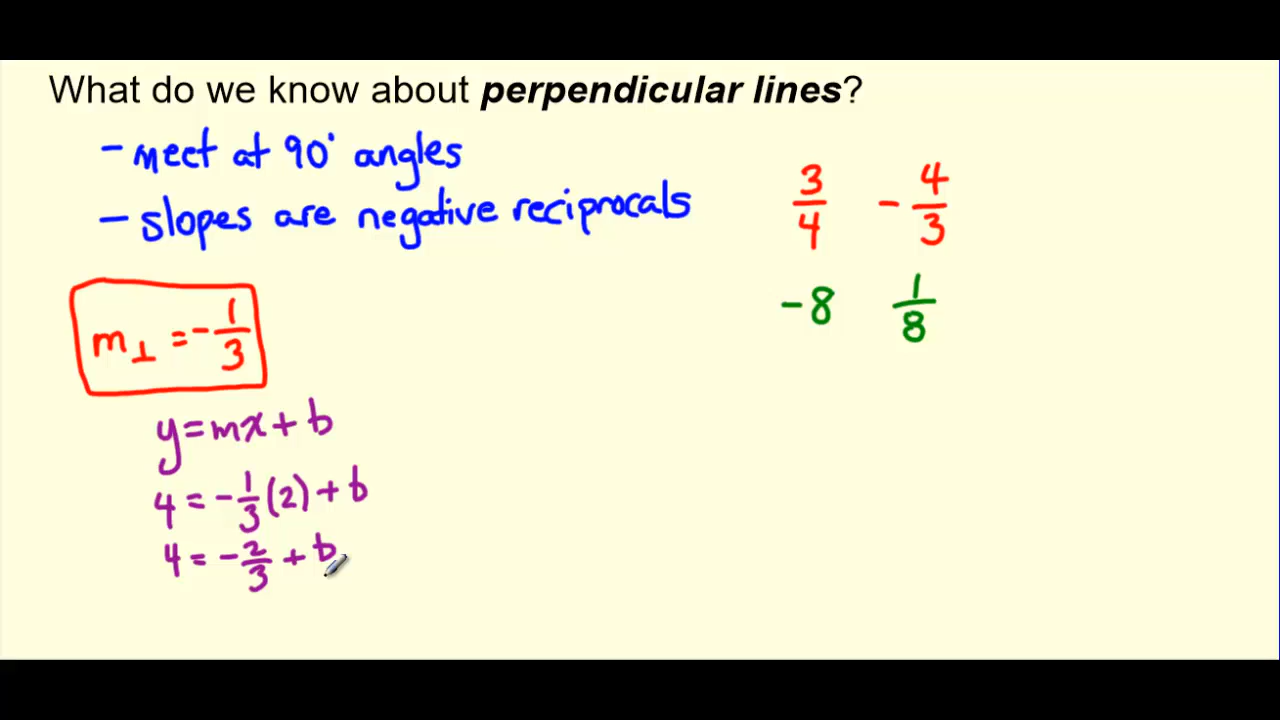 What do we know about perpendicular lines?
- meet at 90° angles
- slopes are negative reciprocals
3/4 -4/3
-8 1/8
m⊥ = -1/3
y = mx + b
4 = -1/3 (2) + b
4 = -2/3 + b